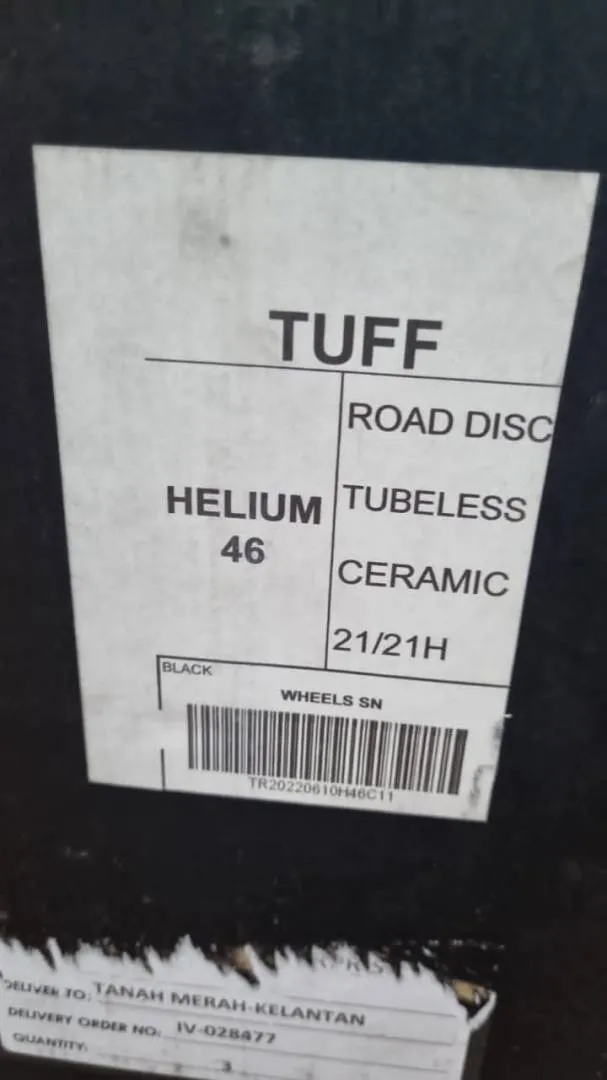 TUFF
ROAD DISC
HELIUM
46
TUBELESS
CERAMIC
21/21H
BLACK
WHEELS SN
TR20220610H46C11
DELIVER TO: TANAH MERAH-KELANTAN
DELIVERY ORDER NO: IV-028477
QUANTITY: 3